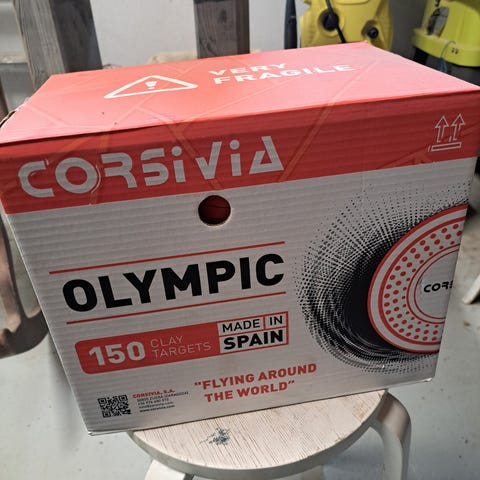 VERY
FRAGILE
CORSiViA
OLYMPIC
150 CLAY
TARGETS
MADE IN
SPAIN
CORS
"FLYING AROUND
THE WORLD"
CORSIVIA, S.A.